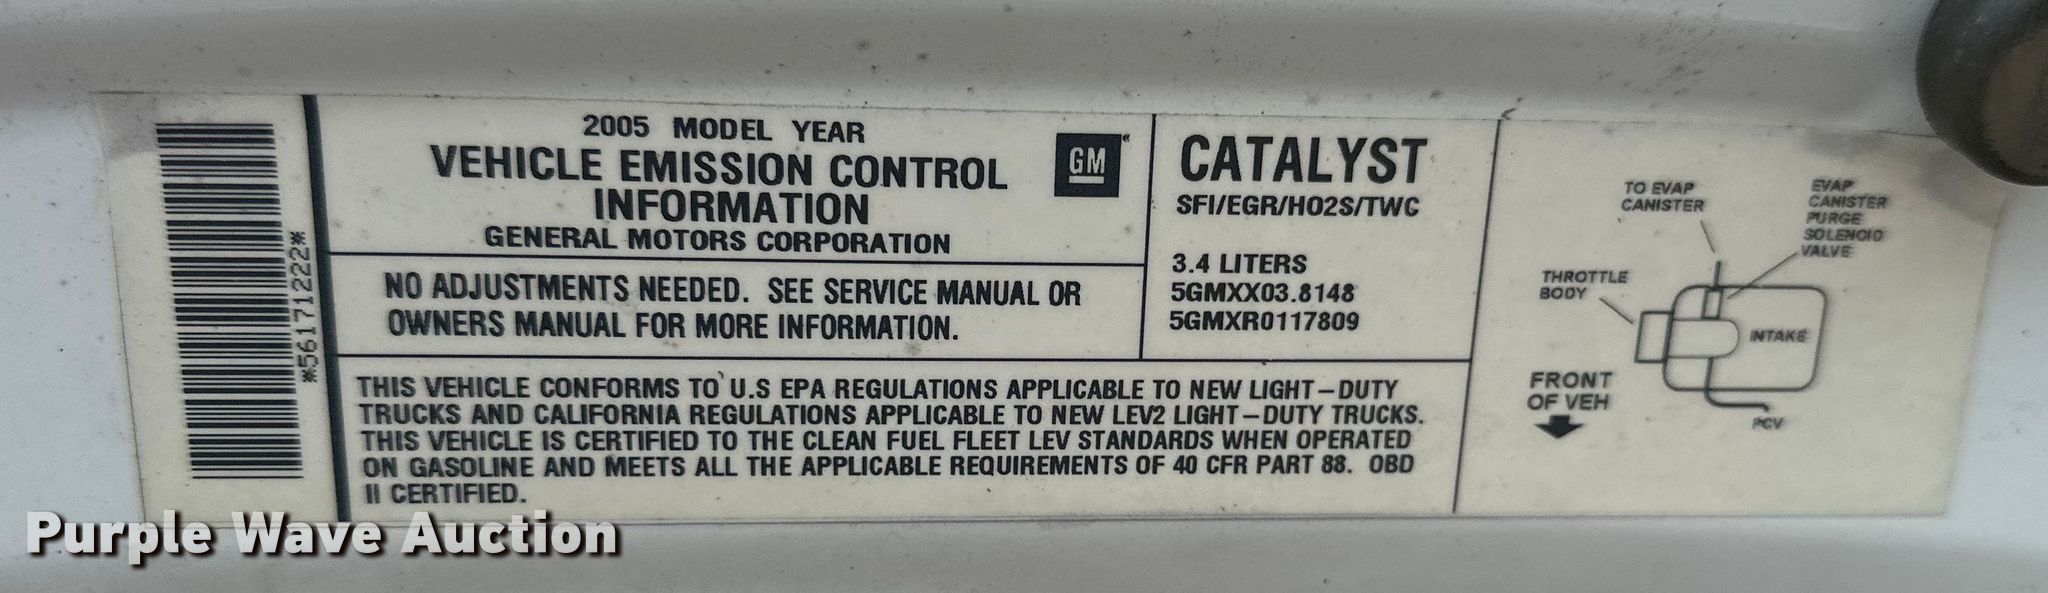 *561712222*
2005 MODEL YEAR
VEHICLE EMISSION CONTROL
INFORMATION
GENERAL MOTORS CORPORATION
GM
NO ADJUSTMENTS NEEDED. SEE SERVICE MANUAL OR
OWNERS MANUAL FOR MORE INFORMATION.
CATALYST
SFI/EGR/HO2S/TWC
3.4 LITERS
5GMXX03.8148
5GMXR0117809
THIS VEHICLE CONFORMS TO U.S EPA REGULATIONS APPLICABLE TO NEW LIGHT-DUTY
TRUCKS AND CALIFORNIA REGULATIONS APPLICABLE TO NEW LEV2 LIGHT-DUTY TRUCKS.
THIS VEHICLE IS CERTIFIED TO THE CLEAN FUEL FLEET LEV STANDARDS WHEN OPERATED
ON GASOLINE AND MEETS ALL THE APPLICABLE REQUIREMENTS OF 40 CFR PART 88. OBD
II CERTIFIED.
TO EVAP
CANISTER
EVAP
CANISTER
PURGE
SOLENOID
VALVE
THROTTLE
BODY
INTAKE
FRONT
OF VEH
PCV
Purple Wave Auction